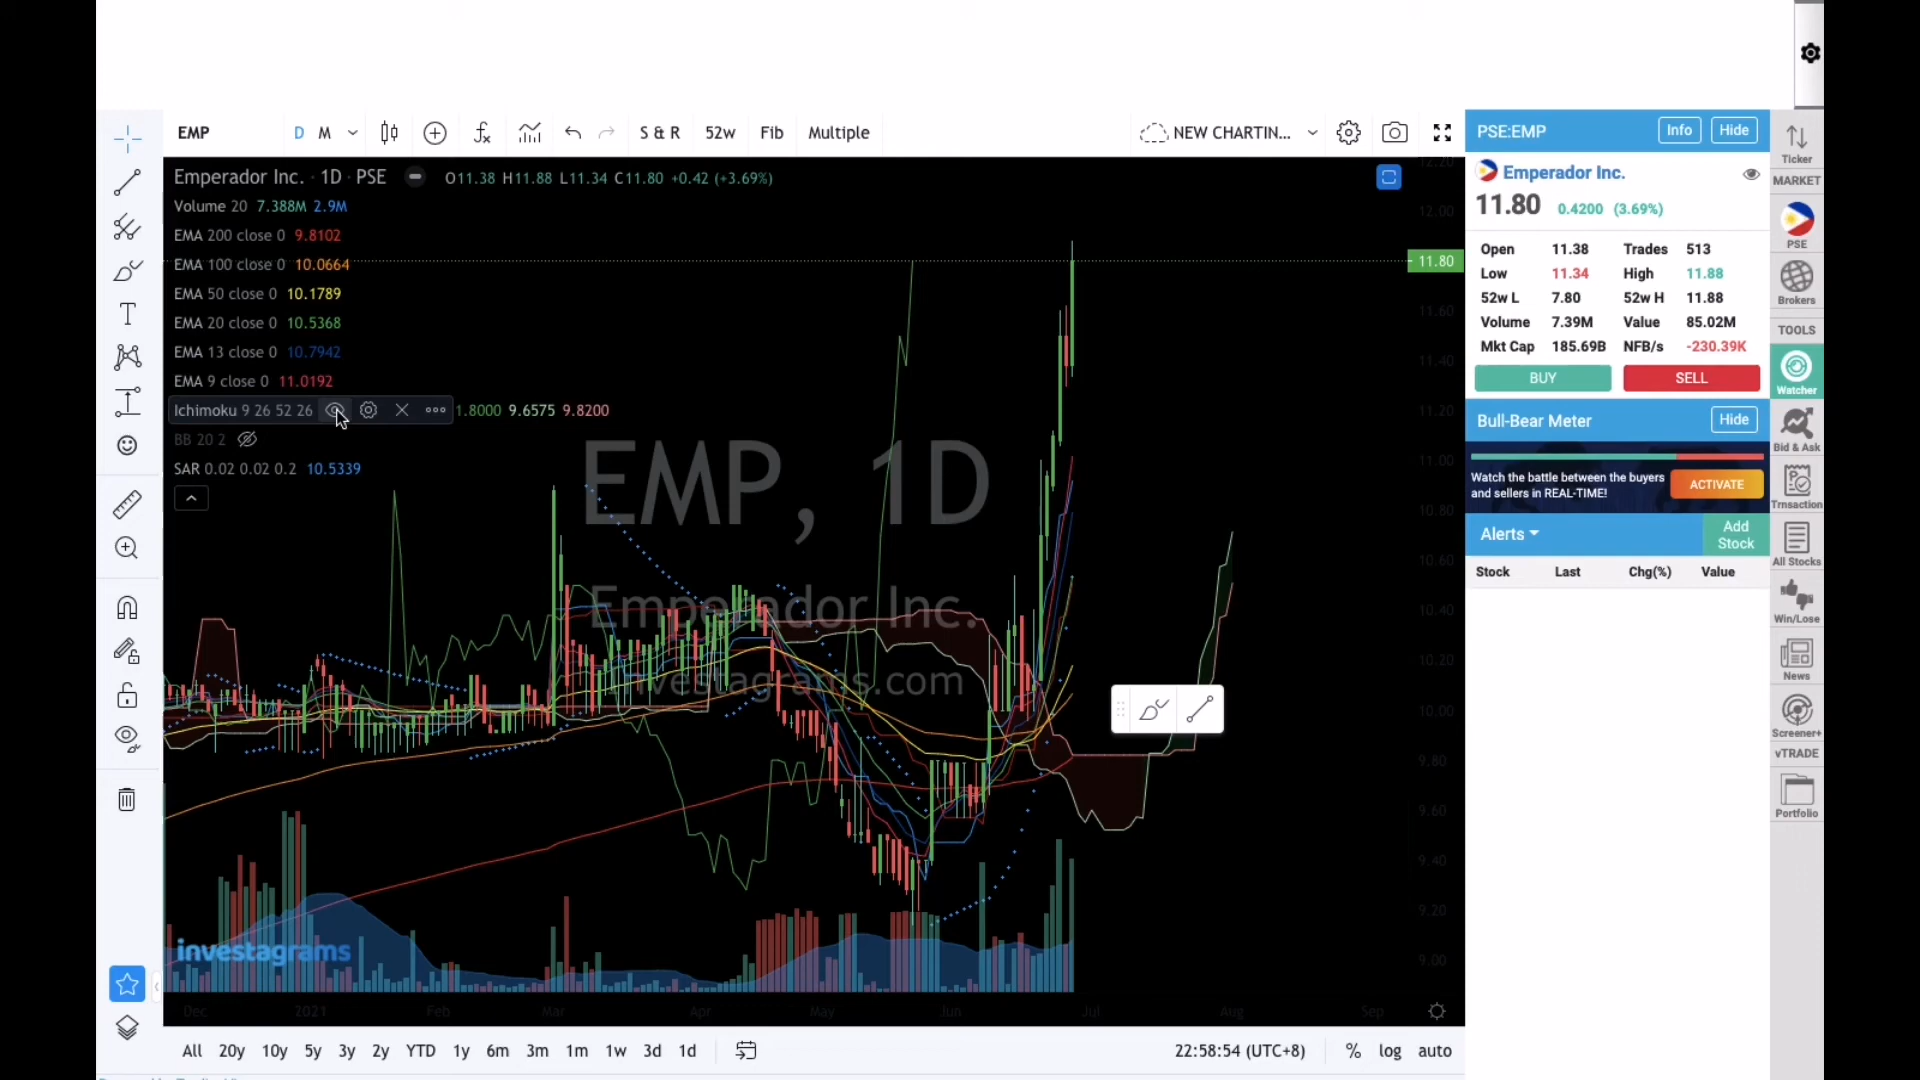 EMP D M S & R 52w Fib Multiple NEW CHARTIN...
Emperador Inc. · 1D · PSE O11.38 H11.88 L11.34 C11.80 +0.42 (+3.69%)
Volume 20 7.388M 2.9M
EMA 200 close 0 9.8102
EMA 100 close 0 10.0664
EMA 50 close 0 10.1789
EMA 20 close 0 10.5368
EMA 13 close 0 10.7942
EMA 9 close 0 11.0192
Ichimoku 9 26 52 26 1.8000 9.6575 9.8200
BB 20 2
SAR 0.02 0.02 0.2 10.5339
EMP, 1D
Emperador Inc.
investagrams.com
investagrams
12.20
12.00
11.80
11.60
11.40
11.20
11.00
10.80
10.60
10.40
10.20
10.00
9.80
9.60
9.40
9.20
9.00
Dec 2021 Feb Mar Apr May Jun Jul Aug Sep
All 20y 10y 5y 3y 2y YTD 1y 6m 3m 1m 1w 3d 1d 22:58:54 (UTC+8) % log auto
PSE:EMP Info Hide
Emperador Inc.
11.80 0.4200 (3.69%)
Open 11.38 Trades 513
Low 11.34 High 11.88
52w L 7.80 52w H 11.88
Volume 7.39M Value 85.02M
Mkt Cap 185.69B NFB/s -230.39K
BUY SELL
Bull-Bear Meter Hide
Watch the battle between the buyers
and sellers in REAL-TIME!
ACTIVATE
Alerts Add
Stock
Stock Last Chg(%) Value
Ticker
MARKET
PSE
Brokers
TOOLS
Watcher
Bid & Ask
Trnsaction
All Stocks
Win/Lose
News
Screener+
vTRADE
Portfolio